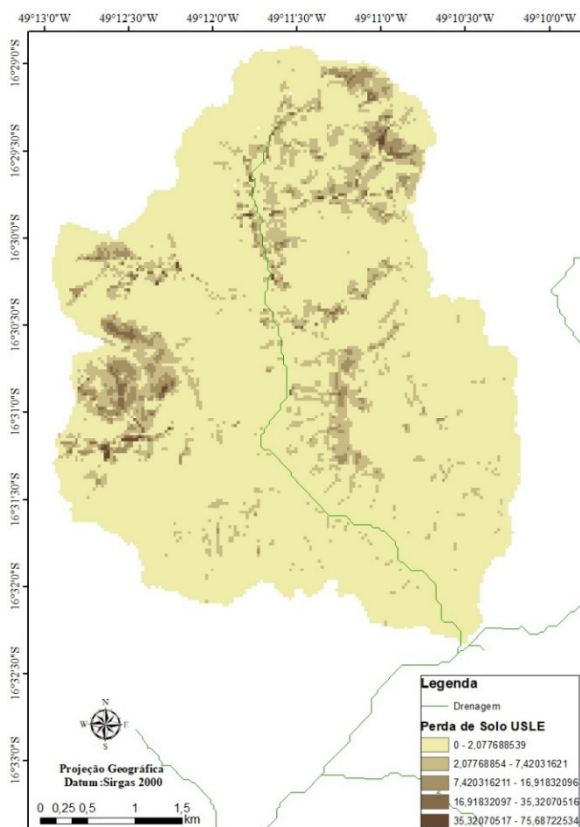 49°13'0"W 49°12'30"W 49°12'0"W 49°11'30"W 49°11'0"W 49°10'30"W 49°10'0"W
16°29'0"S
16°29'30"S
16°30'0"S
16°30'30"S
16°31'0"S
16°31'30"S
16°32'0"S
16°32'30"S
16°33'0"S
N
W E
S
Projeção Geográfica
Datum :Sirgas 2000
0 0,25 0,5 1 1,5
km
Legenda
Drenagem
Perda de Solo USLE
0 - 2,077688539
2,07768854 - 7,42031621
7,420316211 - 16,91832096
16,91832097 - 35,32070516
35,32070517 - 75,68722534